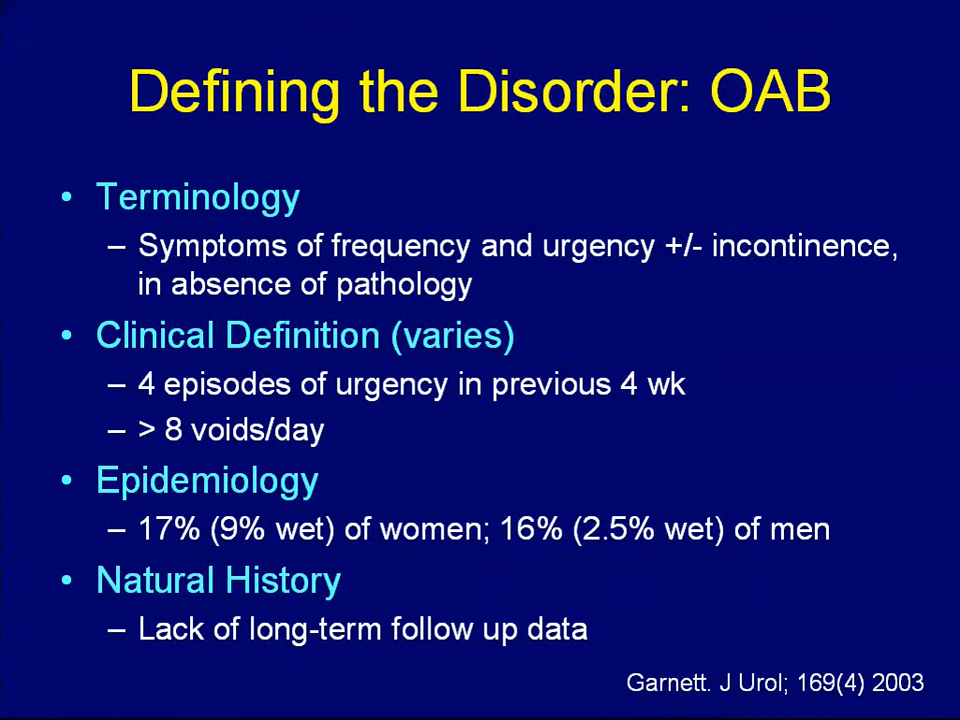 Defining the Disorder: OAB
• Terminology
– Symptoms of frequency and urgency +/- incontinence,
in absence of pathology
• Clinical Definition (varies)
– 4 episodes of urgency in previous 4 wk
– > 8 voids/day
• Epidemiology
– 17% (9% wet) of women; 16% (2.5% wet) of men
• Natural History
– Lack of long-term follow up data
Garnett. J Urol; 169(4) 2003